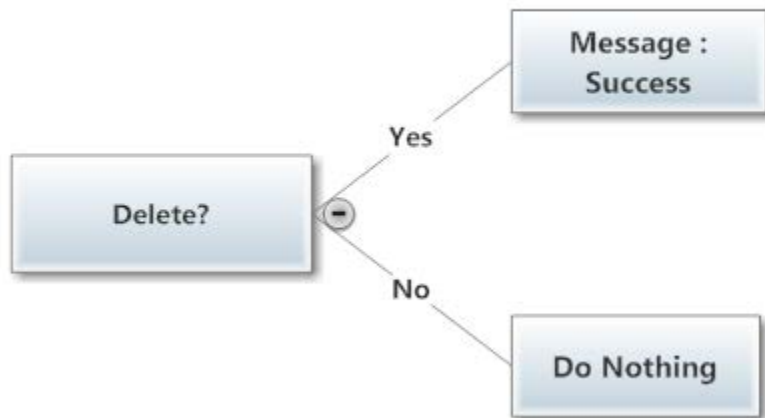 Message :
Success
Yes
Delete?
No
Do Nothing